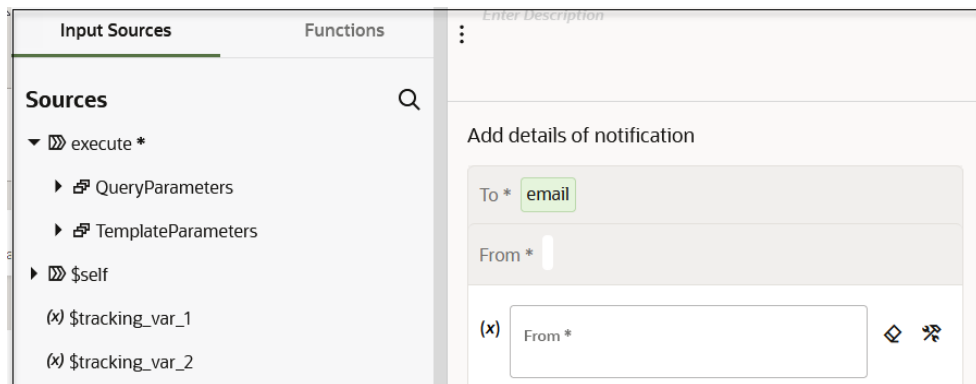 Input Sources
Functions
Sources
execute *
QueryParameters
TemplateParameters
$self
(x) $tracking_var_1
(x) $tracking_var_2
Enter Description
Add details of notification
To * email
From *
(x) From *